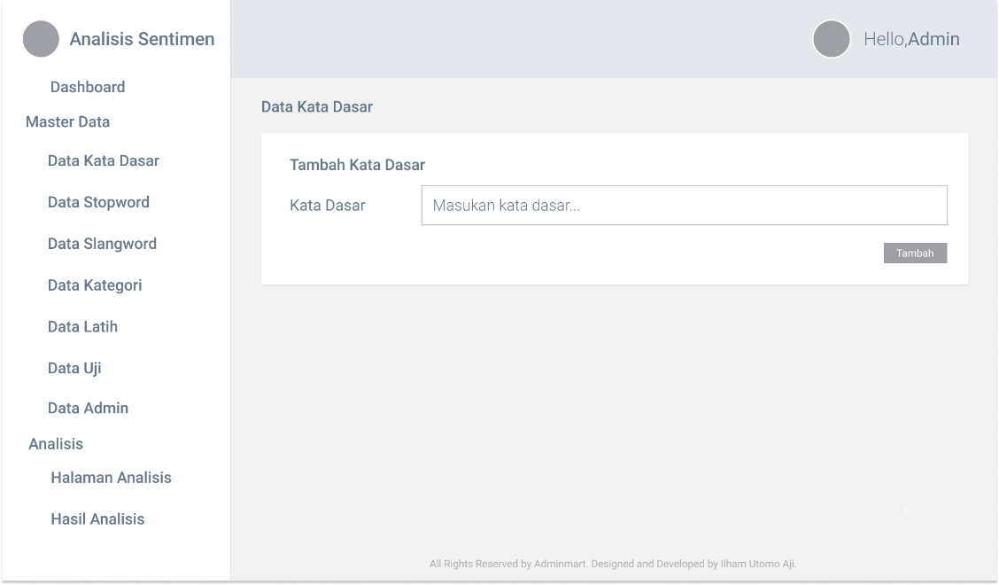 Analisis Sentimen
Hello,Admin
Dashboard
Master Data
Data Kata Dasar
Data Stopword
Data Slangword
Data Kategori
Data Latih
Data Uji
Data Admin
Analisis
Halaman Analisis
Hasil Analisis
Data Kata Dasar
Tambah Kata Dasar
Kata Dasar
Masukan kata dasar...
Tambah
All Rights Reserved by Adminmart. Designed and Developed by Ilham Utomo Aji.